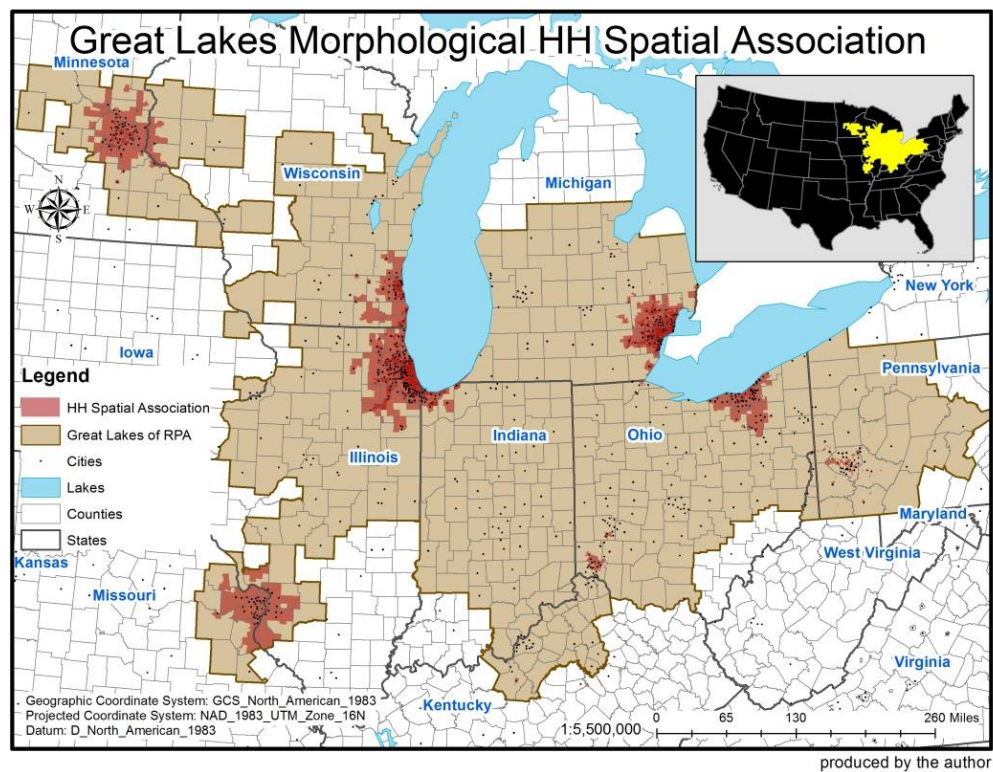 Great Lakes Morphological HH Spatial Association
Minnesota
Wisconsin
Michigan
N
W E
S
New York
Iowa
Pennsylvania
Legend
HH Spatial Association
Great Lakes of RPA
Cities
Lakes
Counties
States
Indiana
Ohio
Illinois
Maryland
West Virginia
Kansas
Missouri
Virginia
Kentucky
Geographic Coordinate System: GCS_North_American_1983
Projected Coordinate System: NAD_1983_UTM_Zone_16N
Datum: D_North_American_1983
1:5,500,000
0 65 130 260 Miles
produced by the author